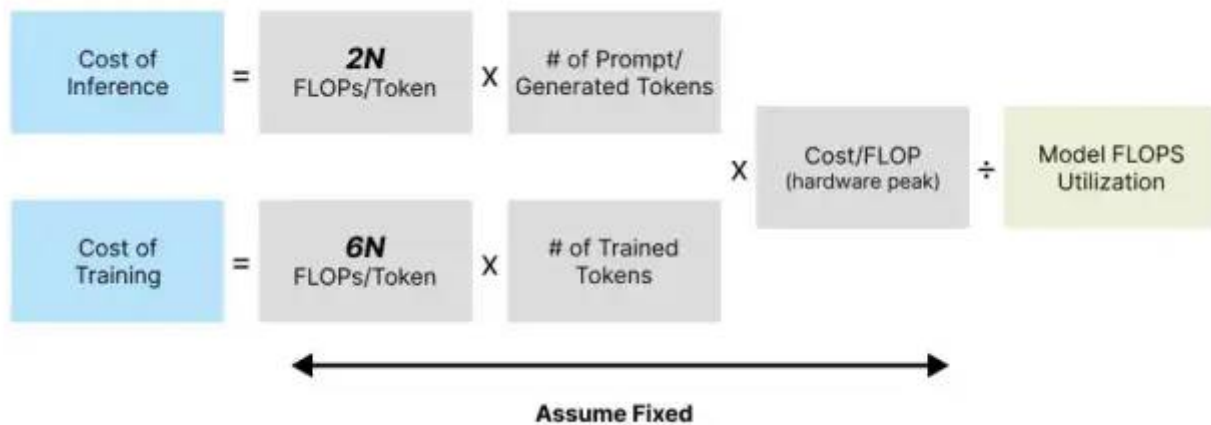 Cost of
Inference
=
2N
FLOPs/Token
X
# of Prompt/
Generated Tokens
X
Cost/FLOP
(hardware peak)
÷
Model FLOPS
Utilization
Cost of
Training
=
6N
FLOPs/Token
X
# of Trained
Tokens
Assume Fixed